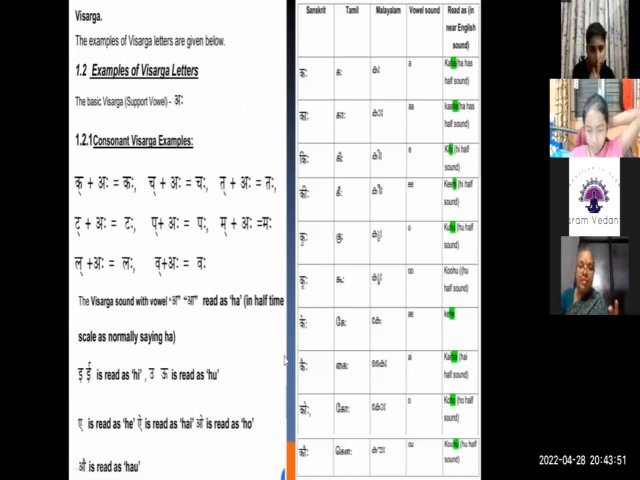 Visarga.
The examples of Visarga letters are given below.
1.2 Examples of Visarga Letters
The basic Visarga (Support Vowel) - अः
1.2.1 Consonant Visarga Examples:
क् + अः = कः, च् + अः = चः, त् + अः = तः,
ट् + अः = टः, प्+ अः = पः, म् + अः =मः
ल् +अः = लः, व्+अः = वः
The Visarga sound with vowel "अ" "आ" read as 'ha' (in half time
scale as normally saying ha)
इ ई is read as 'hi' , उ ऊ is read as 'hu'
ए is read as 'he' ऐ is read as 'hai' ओ is read as 'ho'
औ is read as 'hau'
Sanskrit Tamil Malayalam Vowel sound Read as (in
near English
sound)
कः a Kaha ha has
half sound
काः aa kaaha ha has
half sound)
किः e Kihi (hi half
sound)
कीः ee (hi half
sound)
कुः u Kuhu (hu half
sound)
कूः oo Koohu ((hu
half sound)
केः ae keha
कैः ai Kaihai (hai
half sound)
कोः, o Koho (ho half
sound)
कौः ou Kouhu (hu half
sound)
ram Vedant
2022-04-28 20:43:51